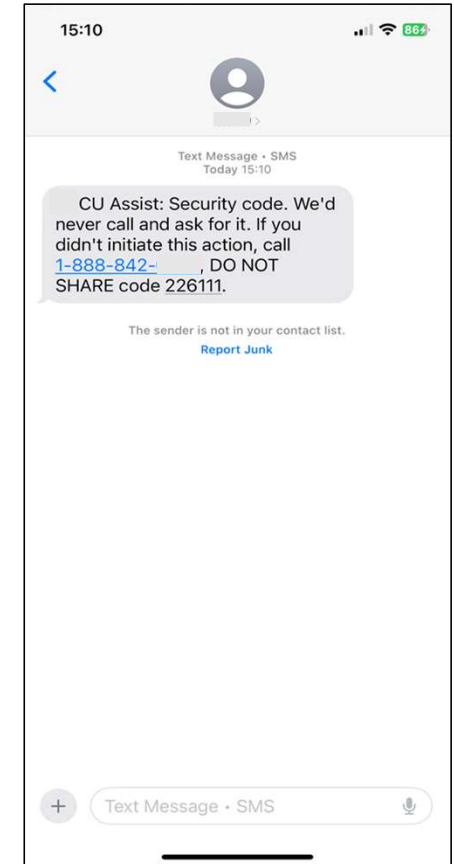 15:10
86
Text Message • SMS
Today 15:10
CU Assist: Security code. We'd
never call and ask for it. If you
didn't initiate this action, call
1-888-842- , DO NOT
SHARE code 226111.
The sender is not in your contact list.
Report Junk
Text Message • SMS